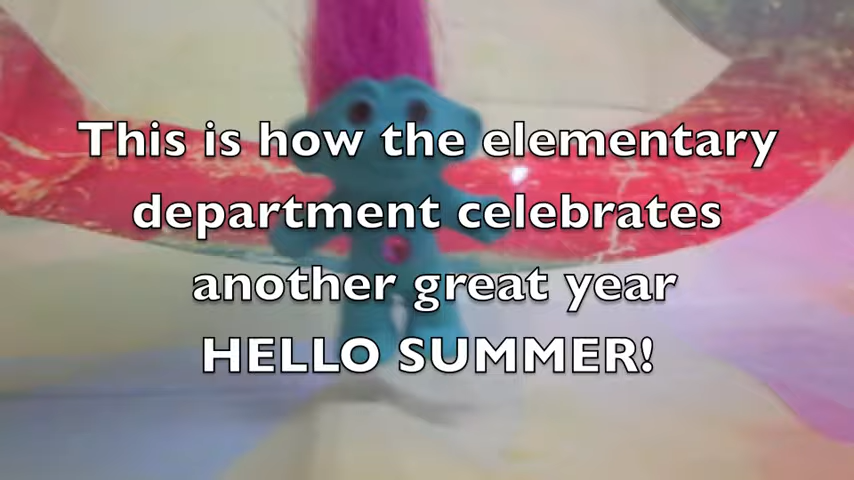 This is how the elementary
department celebrates
another great year
HELLO SUMMER!